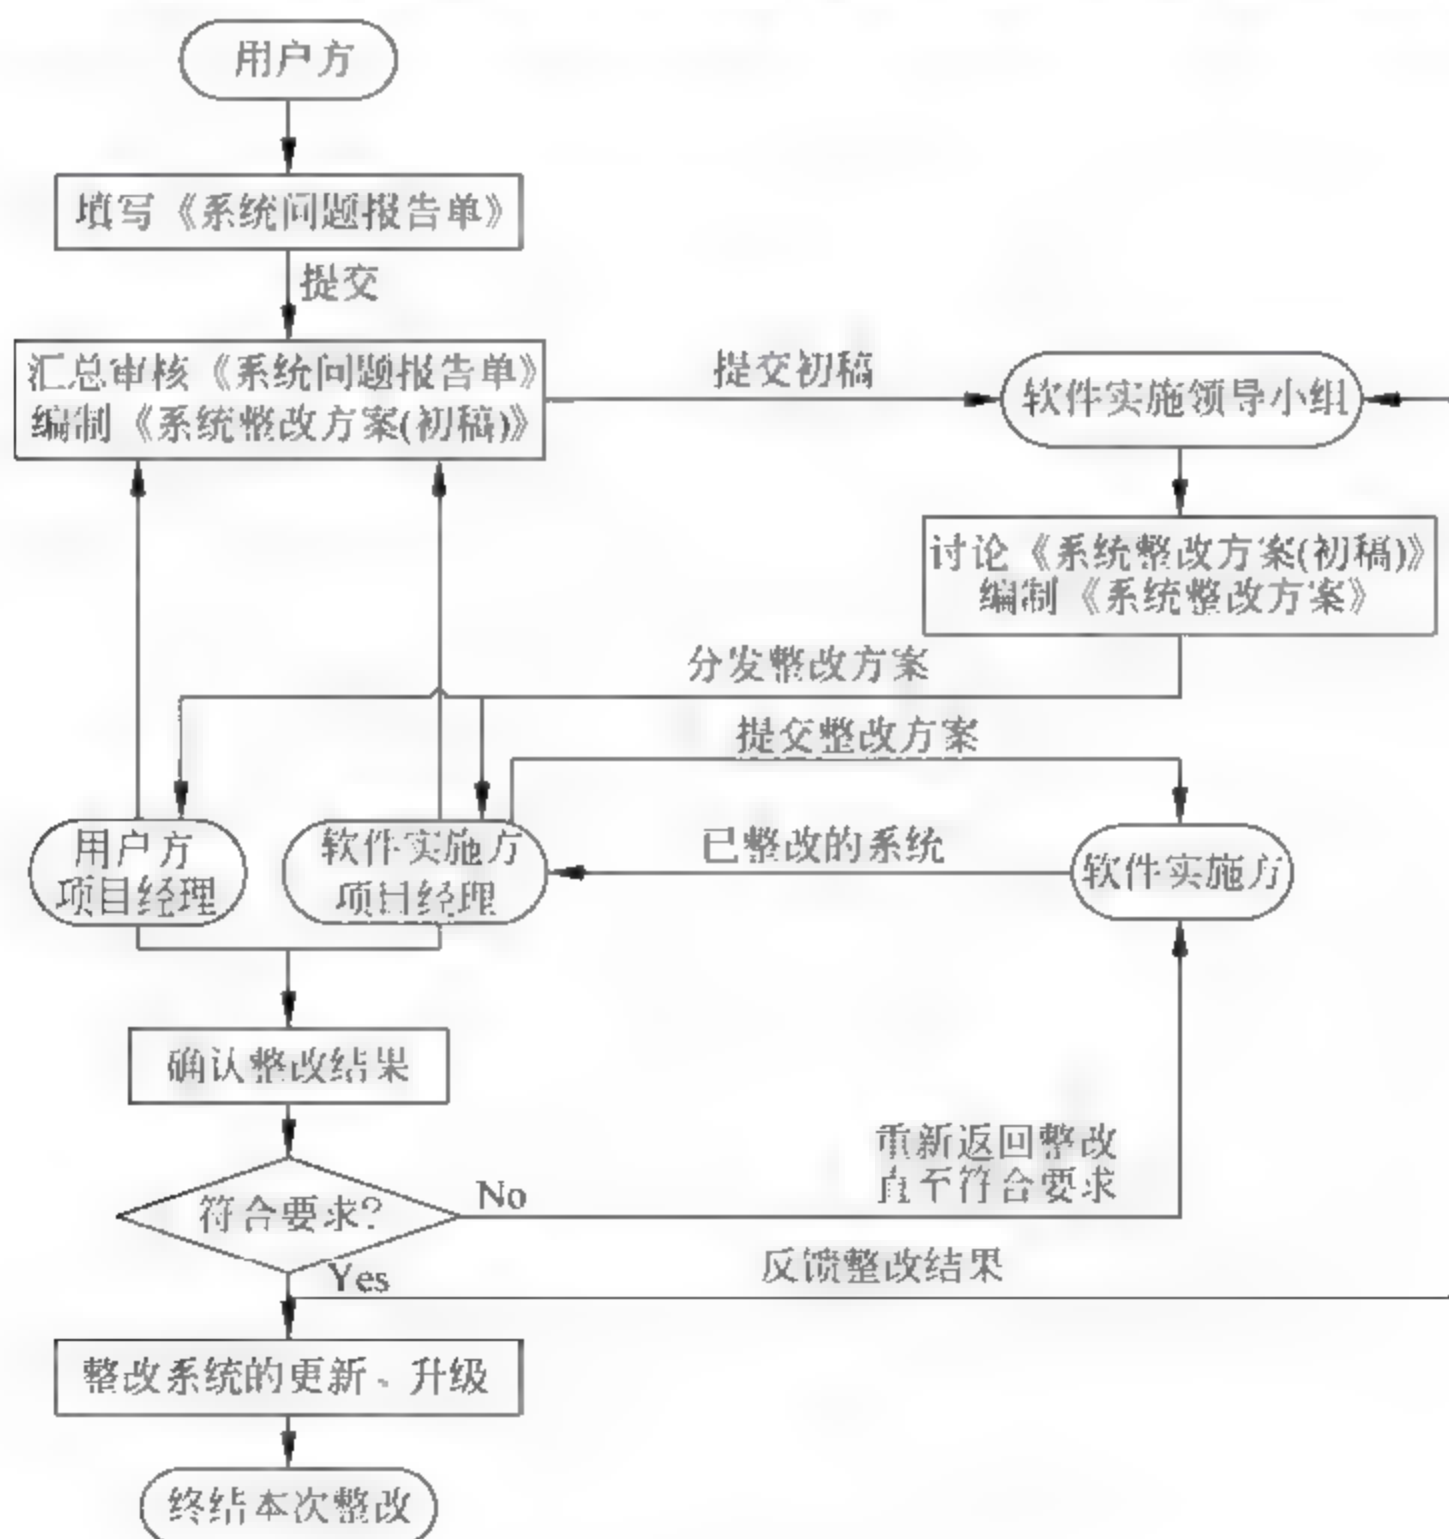 用户方
填写《系统问题报告单》
提交
汇总审核《系统问题报告单》
编制《系统整改方案(初稿)》
提交初稿
软件实施领导小组
讨论《系统整改方案(初稿)》
编制《系统整改方案》
分发整改方案
提交整改方案
用户方
项目经理
软件实施方
项目经理
已整改的系统
软件实施方
确认整改结果
重新返回整改
直至符合要求
符合要求?
No
Yes
反馈整改结果
整改系统的更新、升级
终结本次整改